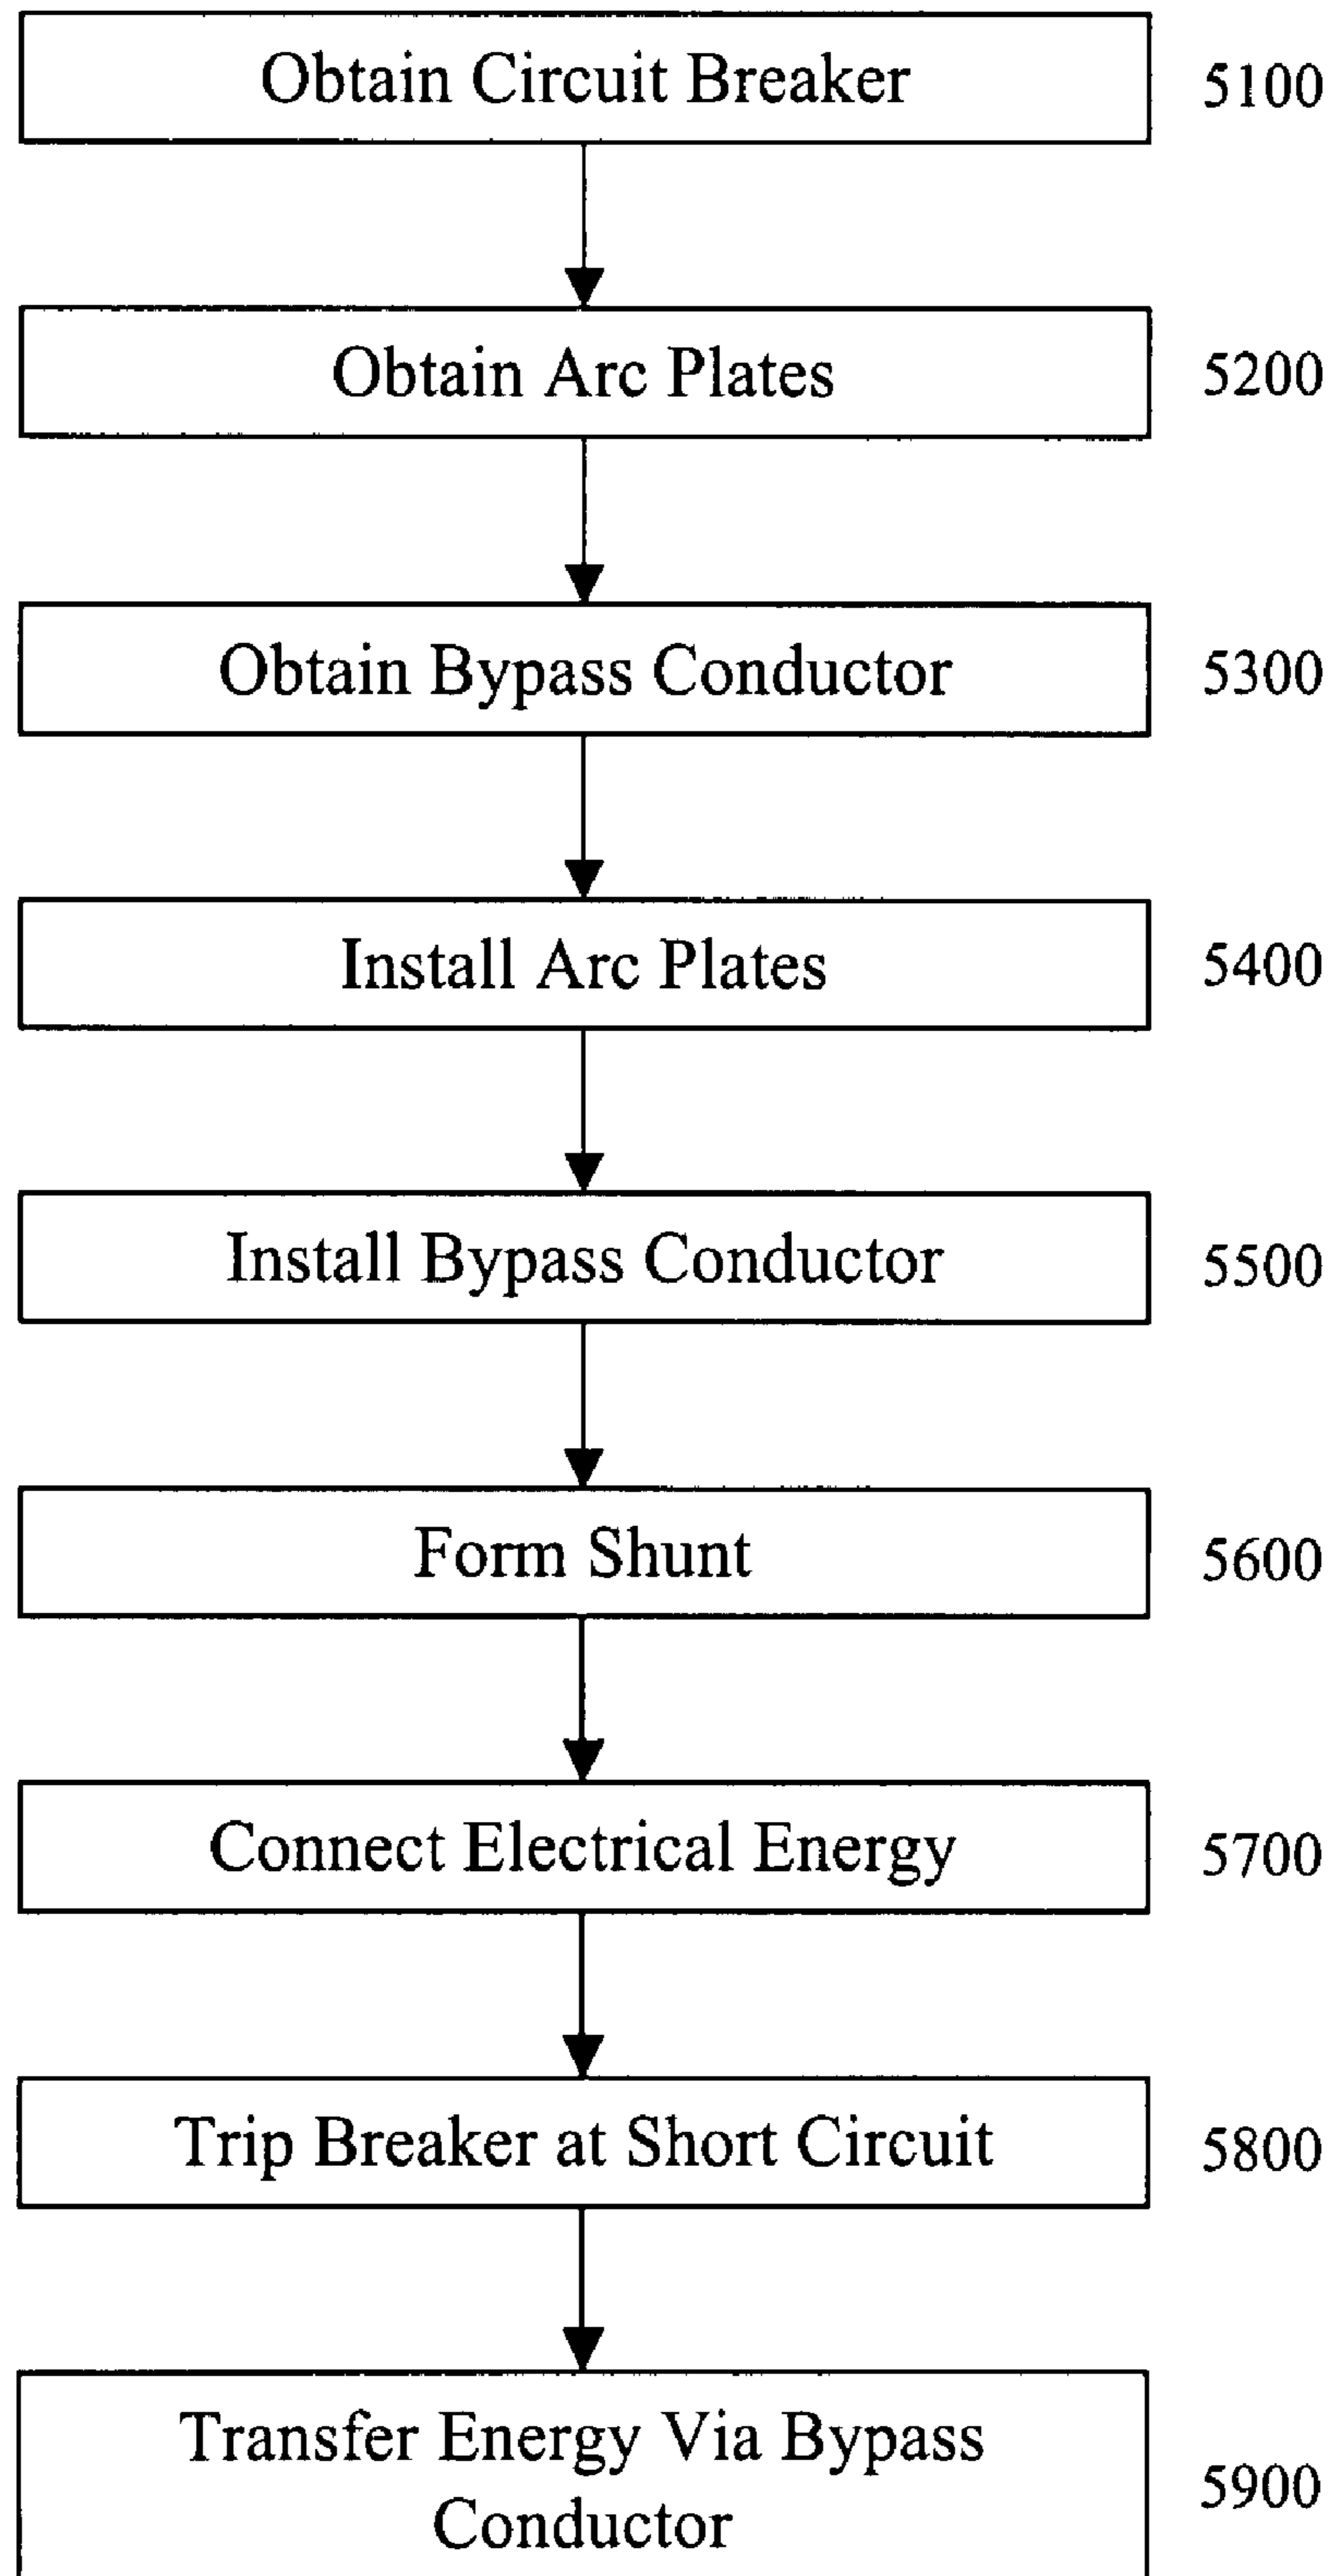 Obtain Circuit Breaker 5100
Obtain Arc Plates 5200
Obtain Bypass Conductor 5300
Install Arc Plates 5400
Install Bypass Conductor 5500
Form Shunt 5600
Connect Electrical Energy 5700
Trip Breaker at Short Circuit 5800
Transfer Energy Via Bypass
Conductor 5900